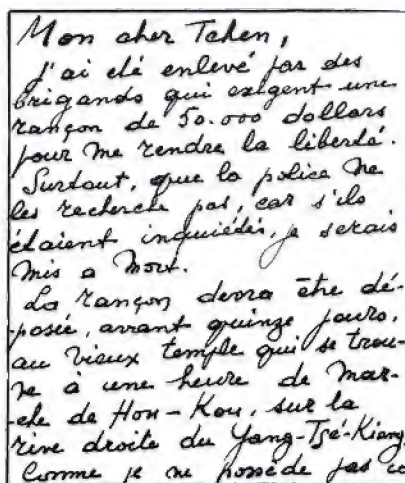 Mon cher Tchen,
J'ai été enlevé par des
brigands qui exigent une
rançon de 50.000 dollars
pour me rendre la liberté.
Surtout, que la police ne
les recherche pas, car s'ils
étaient inquiétés, je serais
mis a mort.
La rançon devra être dé-
-posée, avant quinze jours,
au vieux temple qui se trou-
ve à une heure de mar-
-che de Hou-Kou, sur la
rive droite du Yang-Tsé-Kiang.
Comme je ne possède pas